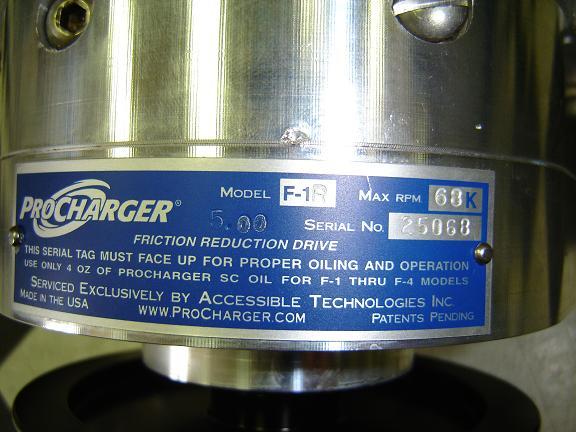 PROCHARGER®
MODEL F-1R MAX RPM 68K
5.00 SERIAL NO. 25068
FRICTION REDUCTION DRIVE
THIS SERIAL TAG MUST FACE UP FOR PROPER OILING AND OPERATION
USE ONLY 4 OZ OF PROCHARGER SC OIL FOR F-1 THRU F-4 MODELS
SERVICED EXCLUSIVELY BY ACCESSIBLE TECHNOLOGIES INC.
MADE IN THE USA WWW.PROCHARGER.COM PATENTS PENDING